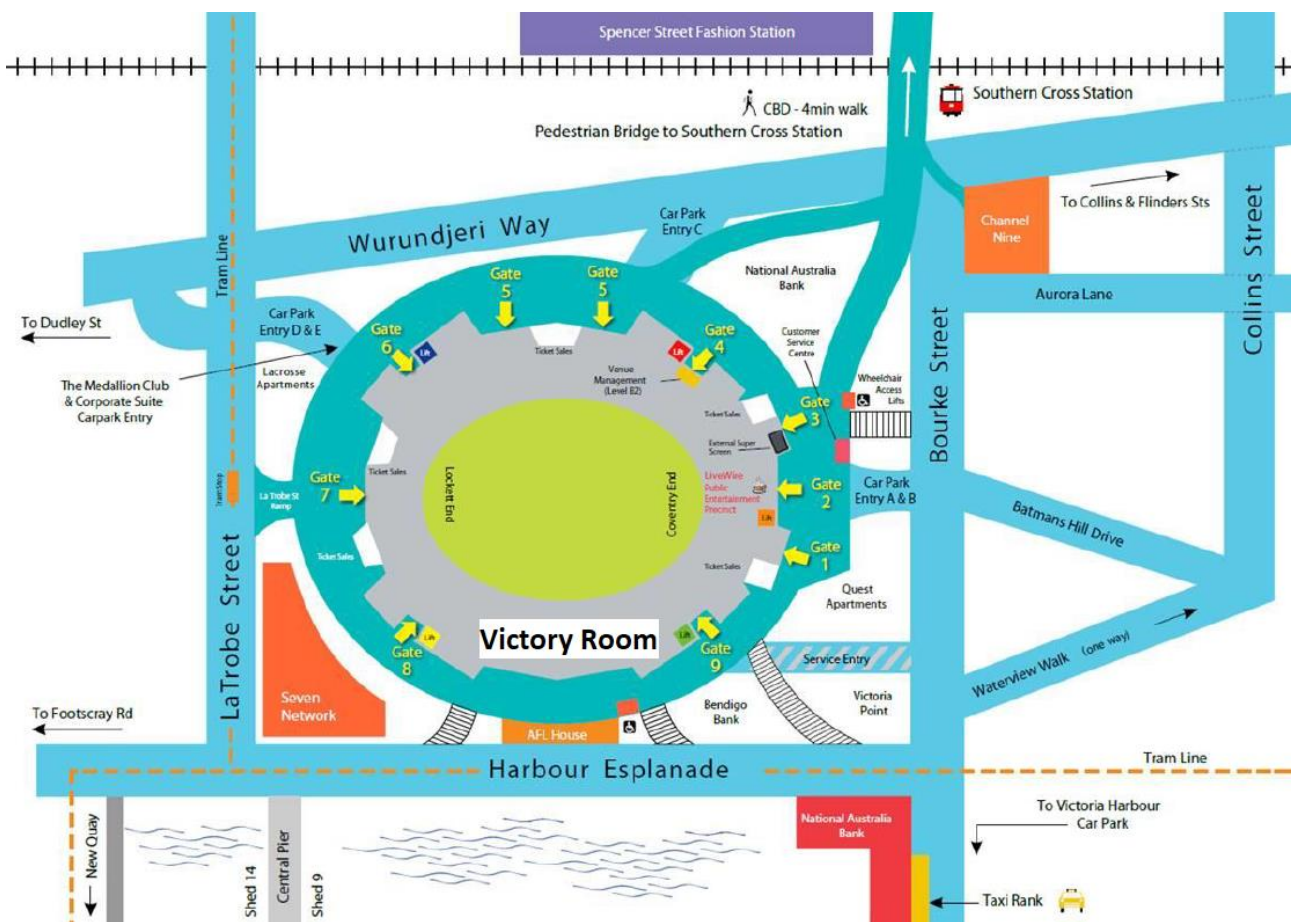 Spencer Street Fashion Station
CBD - 4min walk
Pedestrian Bridge to Southern Cross Station
Southern Cross Station
To Collins & Flinders Sts
Channel
Nine
Collins Street
Aurora Lane
Tram Line
Wurundjeri Way
Car Park
Entry C
National Australia
Bank
To Dudley St
Car Park
Entry D & E
Lacrosse
Apartments
The Medallion Club
& Corporate Suite
Carpark Entry
Gate
5
Gate
5
Gate
6
Lift
Ticket Sales
Lift
Gate
4
Venue
Management
(Level B2)
Customer
Service
Centre
Wheelchair
Access
Lifts
Bourke Street
Ticket Sales
Gate
3
External Super
Screen
Ticket Sales
Lockett End
Coventry End
LiveWire
Public
Entertainment
Precinct
Gate
2
Car Park
Entry A & B
Batmans Hill Drive
Tram Stop
La Trobe St
Ramp
Gate
7
Lift
Gate
1
Ticket Sales
Ticket Sales
Quest
Apartments
LaTrobe Street
Gate
8
Lift
Victory Room
Lift
Gate
9
Service Entry
Waterview Walk (one way)
Seven
Network
Bendigo
Bank
Victoria
Point
To Footscray Rd
AFL House
Harbour Esplanade
Tram Line
New Quay
Shed 14
Central Pier
Shed 9
National Australia
Bank
To Victoria Harbour
Car Park
Taxi Rank